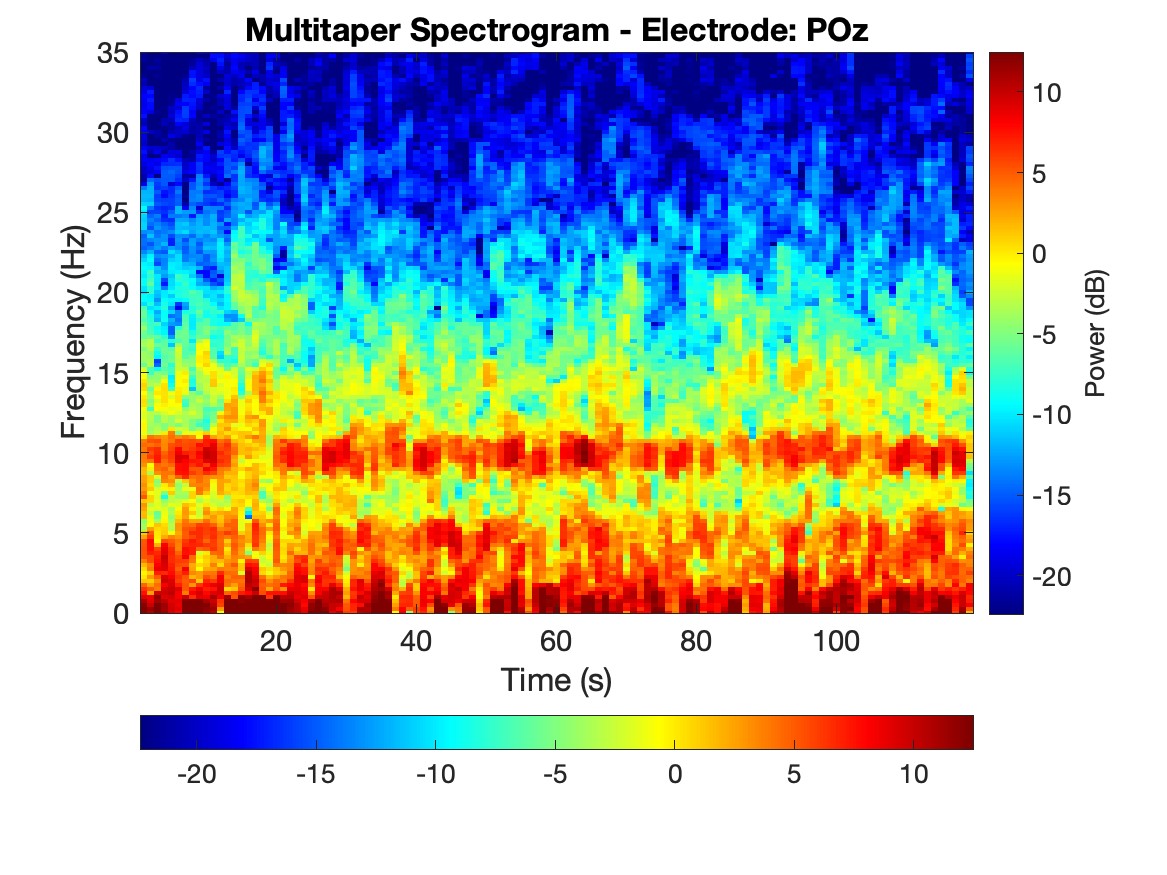 Multitaper Spectrogram - Electrode: POz
35
30
25
20
15
10
5
0
Frequency (Hz)
20 40 60 80 100
Time (s)
10
5
0
-5
-10
-15
-20
Power (dB)
-20 -15 -10 -5 0 5 10